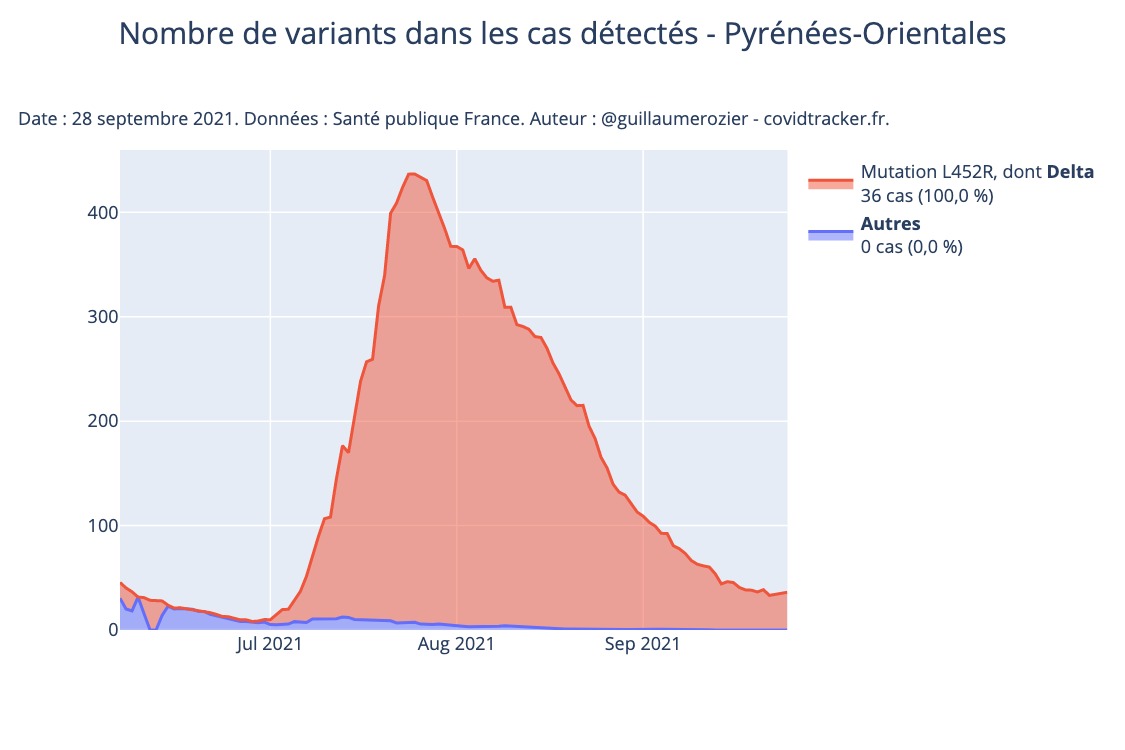 Nombre de variants dans les cas détectés - Pyrénées-Orientales
Date : 28 septembre 2021. Données : Santé publique France. Auteur : @guillaumerozier - covidtracker.fr.
Mutation L452R, dont Delta
36 cas (100,0 %)
Autres
0 cas (0,0 %)
400
300
200
100
0
Jul 2021
Aug 2021
Sep 2021